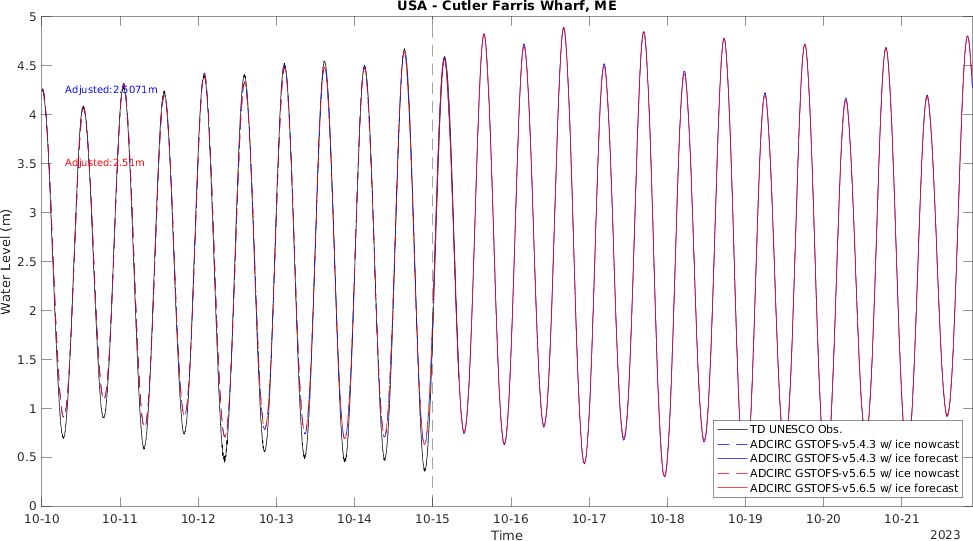 USA - Cutler Farris Wharf, ME
5
4.5
4
3.5
3
2.5
2
1.5
1
0.5
0
Water Level (m)
Adjusted:2.5071m
Adjusted:2.51m
TD UNESCO Obs.
ADCIRC GSTOFS-v5.4.3 w/ ice nowcast
ADCIRC GSTOFS-v5.4.3 w/ ice forecast
ADCIRC GSTOFS-v5.6.5 w/ ice nowcast
ADCIRC GSTOFS-v5.6.5 w/ ice forecast
10-10 10-11 10-12 10-13 10-14 10-15 10-16 10-17 10-18 10-19 10-20 10-21
Time
2023